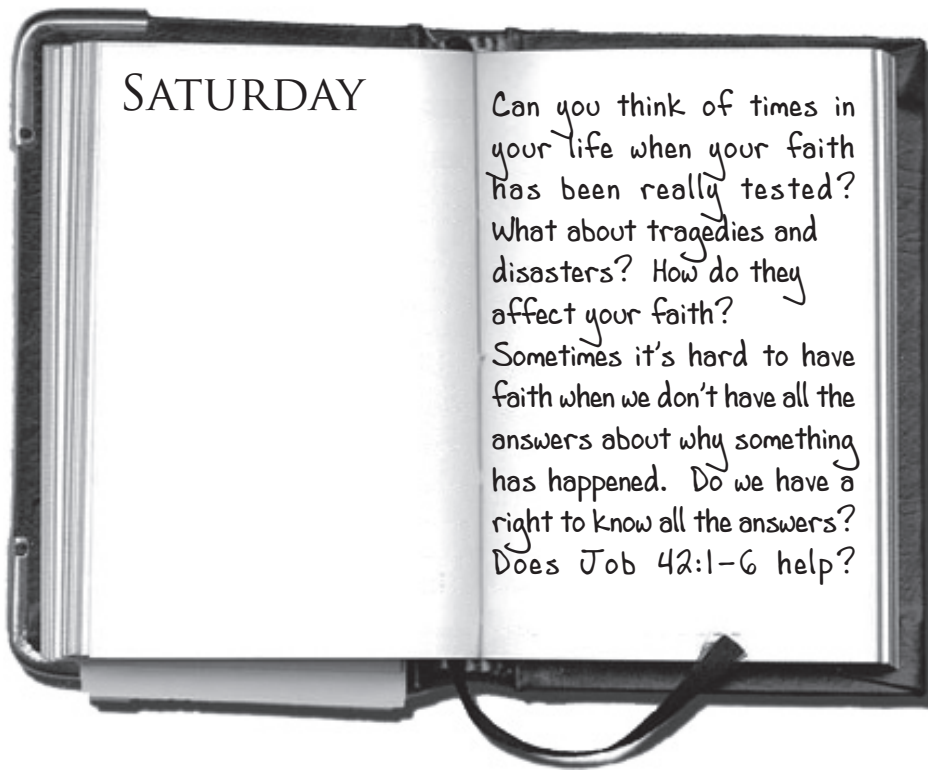 SATURDAY
Can you think of times in
your life when your faith
has been really tested?
What about tragedies and
disasters? How do they
affect your faith?
Sometimes it's hard to have
faith when we don't have all the
answers about why something
has happened. Do we have a
right to know all the answers?
Does Job 42:1-6 help?